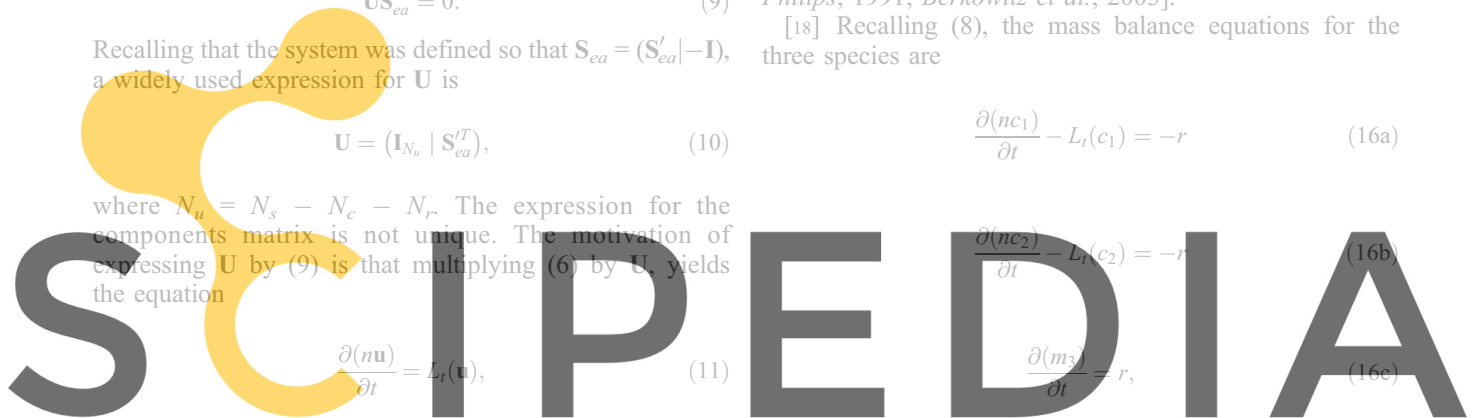 US_{ea} = 0. (9)
Recalling that the system was defined so that S_{ea} = (S′_{ea}|−I),
a widely used expression for U is
U = (I_{N_u} | S′^T_{ea}), (10)
where N_u = N_s − N_c − N_r. The expression for the
components matrix is not unique. The motivation of
expressing U by (9) is that multiplying (6) by U, yields
the equation
∂(nu)/∂t = L_t(u), (11)
Philips, 1991; Berkowitz et al., 2003].
[18] Recalling (8), the mass balance equations for the
three species are
∂(nc_1)/∂t − L_t(c_1) = −r (16a)
∂(nc_2)/∂t − L_t(c_2) = −r (16b)
∂(m_3)/∂t = r, (16c)
SCIPEDIA